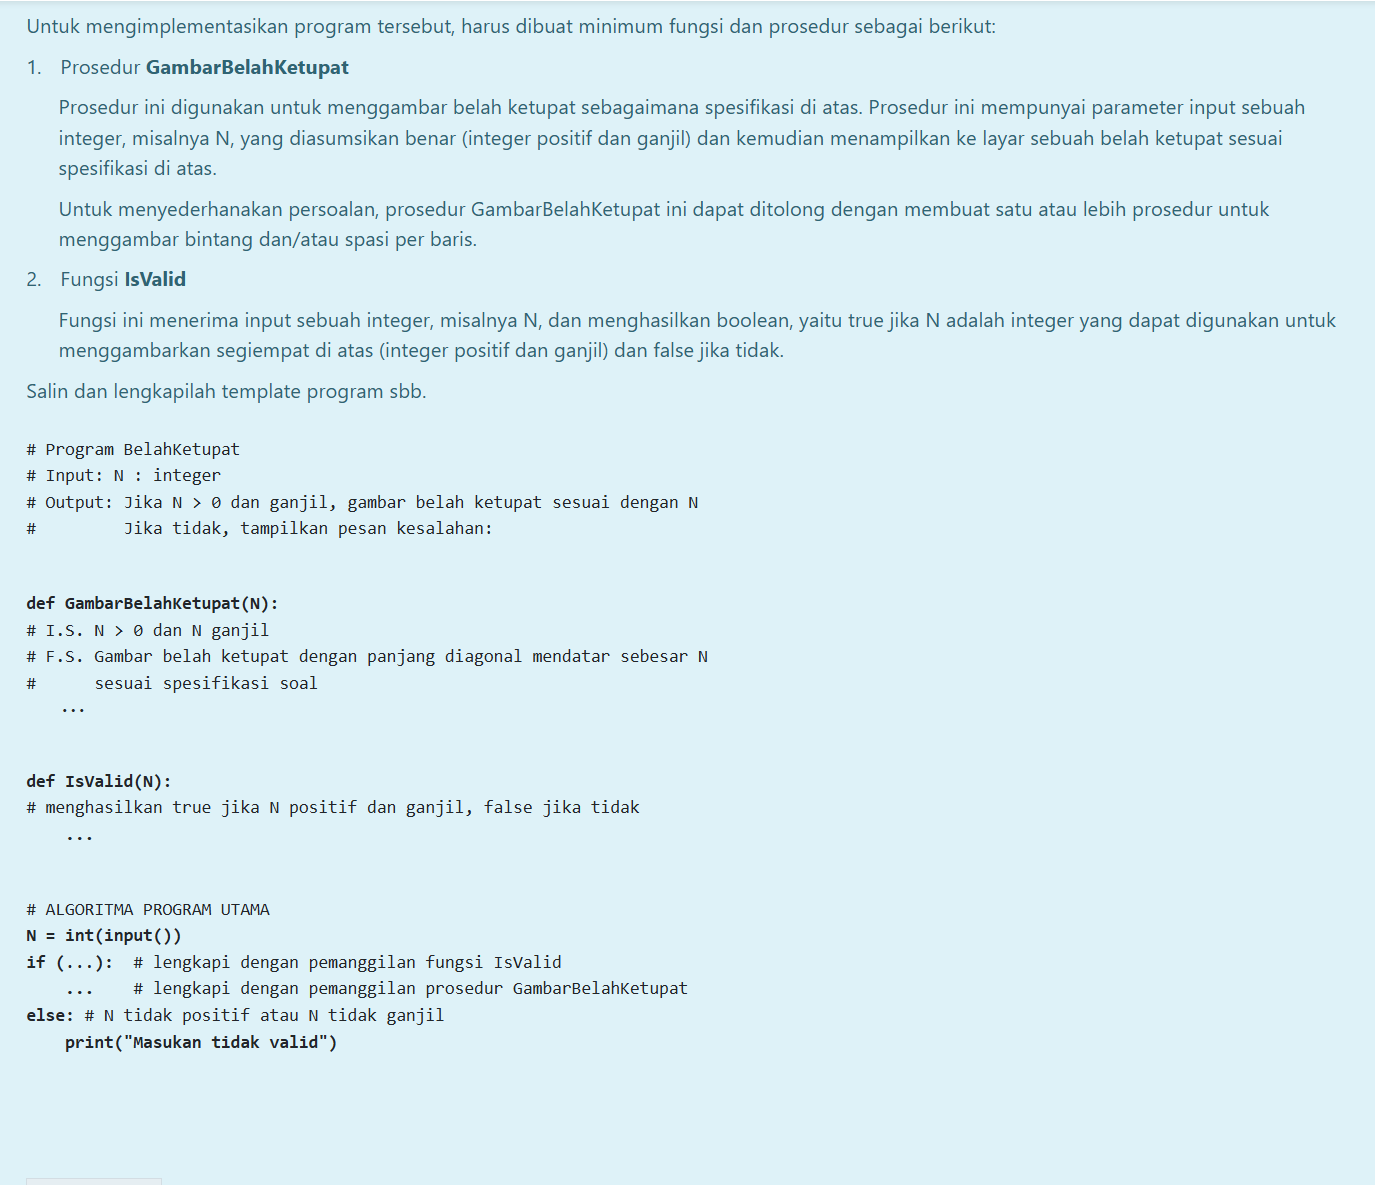 Untuk mengimplementasikan program tersebut, harus dibuat minimum fungsi dan prosedur sebagai berikut:
1. Prosedur GambarBelahKetupat
Prosedur ini digunakan untuk menggambar belah ketupat sebagaimana spesifikasi di atas. Prosedur ini mempunyai parameter input sebuah
integer, misalnya N, yang diasumsikan benar (integer positif dan ganjil) dan kemudian menampilkan ke layar sebuah belah ketupat sesuai
spesifikasi di atas.
Untuk menyederhanakan persoalan, prosedur GambarBelahKetupat ini dapat ditolong dengan membuat satu atau lebih prosedur untuk
menggambar bintang dan/atau spasi per baris.
2. Fungsi IsValid
Fungsi ini menerima input sebuah integer, misalnya N, dan menghasilkan boolean, yaitu true jika N adalah integer yang dapat digunakan untuk
menggambarkan segiempat di atas (integer positif dan ganjil) dan false jika tidak.
Salin dan lengkapilah template program sbb.
# Program BelahKetupat
# Input: N : integer
# Output: Jika N > 0 dan ganjil, gambar belah ketupat sesuai dengan N
#         Jika tidak, tampilkan pesan kesalahan:
def GambarBelahKetupat(N):
# I.S. N > 0 dan N ganjil
# F.S. Gambar belah ketupat dengan panjang diagonal mendatar sebesar N
#      sesuai spesifikasi soal
    ...
def IsValid(N):
# menghasilkan true jika N positif dan ganjil, false jika tidak
    ...
# ALGORITMA PROGRAM UTAMA
N = int(input())
if (...):  # lengkapi dengan pemanggilan fungsi IsValid
    ...    # lengkapi dengan pemanggilan prosedur GambarBelahKetupat
else: # N tidak positif atau N tidak ganjil
    print("Masukan tidak valid")